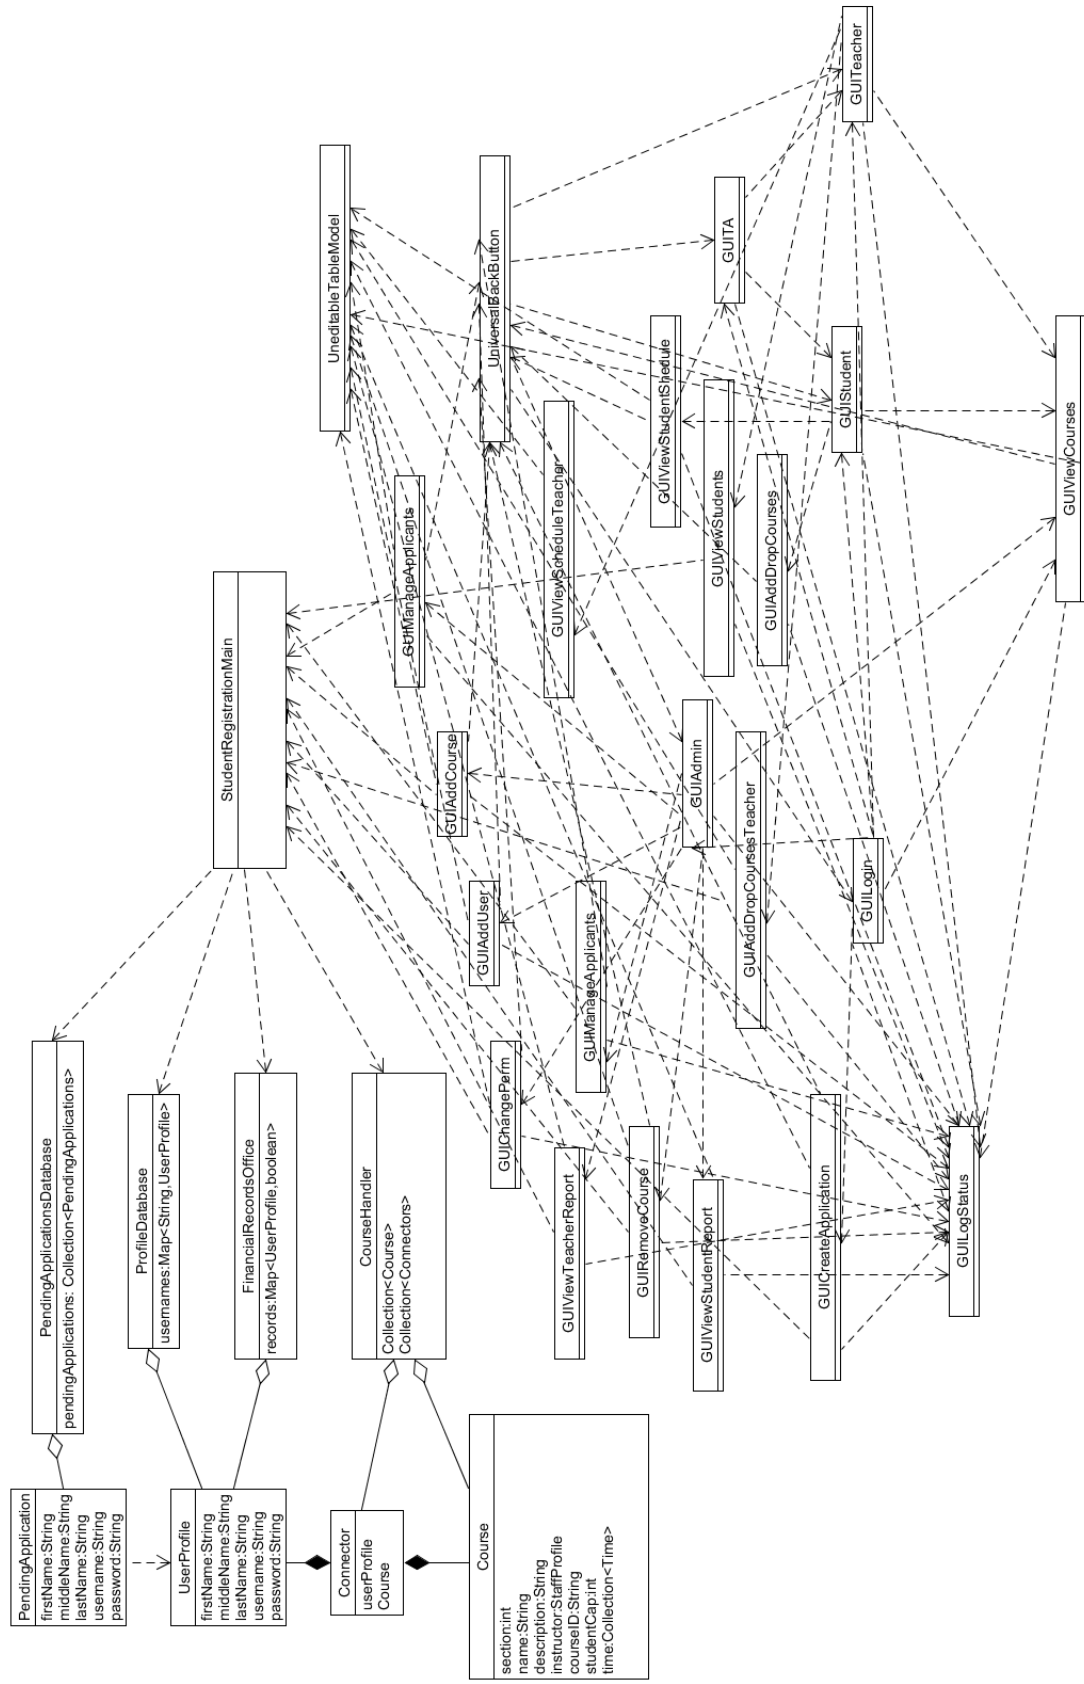 PendingApplication
firstName:String
middleName:String
lastName:String
username:String
password:String
UserProfile
firstName:String
middleName:String
lastName:String
username:String
password:String
Connector
userProfile
Course
Course
section:int
name:String
description:String
instructor:StaffProfile
courseID:String
studentCap:int
time:Collection<Time>
PendingApplicationsDatabase
pendingApplications: Collection<PendingApplications>
ProfileDatabase
usernames:Map<String,UserProfile>
FinancialRecordsOffice
records:Map<UserProfile,boolean>
CourseHandler
Collection<Course>
Collection<Connectors>
StudentRegistrationMain
UneditableTableModel
GUIManageApplicants
GUIAddCourse
GUIAddUser
UniversalBackButton
GUIChangePerm
GUIViewScheduleTeacher
GUIManageApplicants
GUIViewTeacherReport
GUIRemoveCourse
GUIViewStudentShedule
GUIAdmin
GUIViewStudentReport
GUIViewStudents
GUITA
GUIAddDropCoursesTeacher
GUIAddDropCourses
GUICreateApplication
GUIStudent
GUITeacher
GUILogin
GUILogStatus
GUIViewCourses